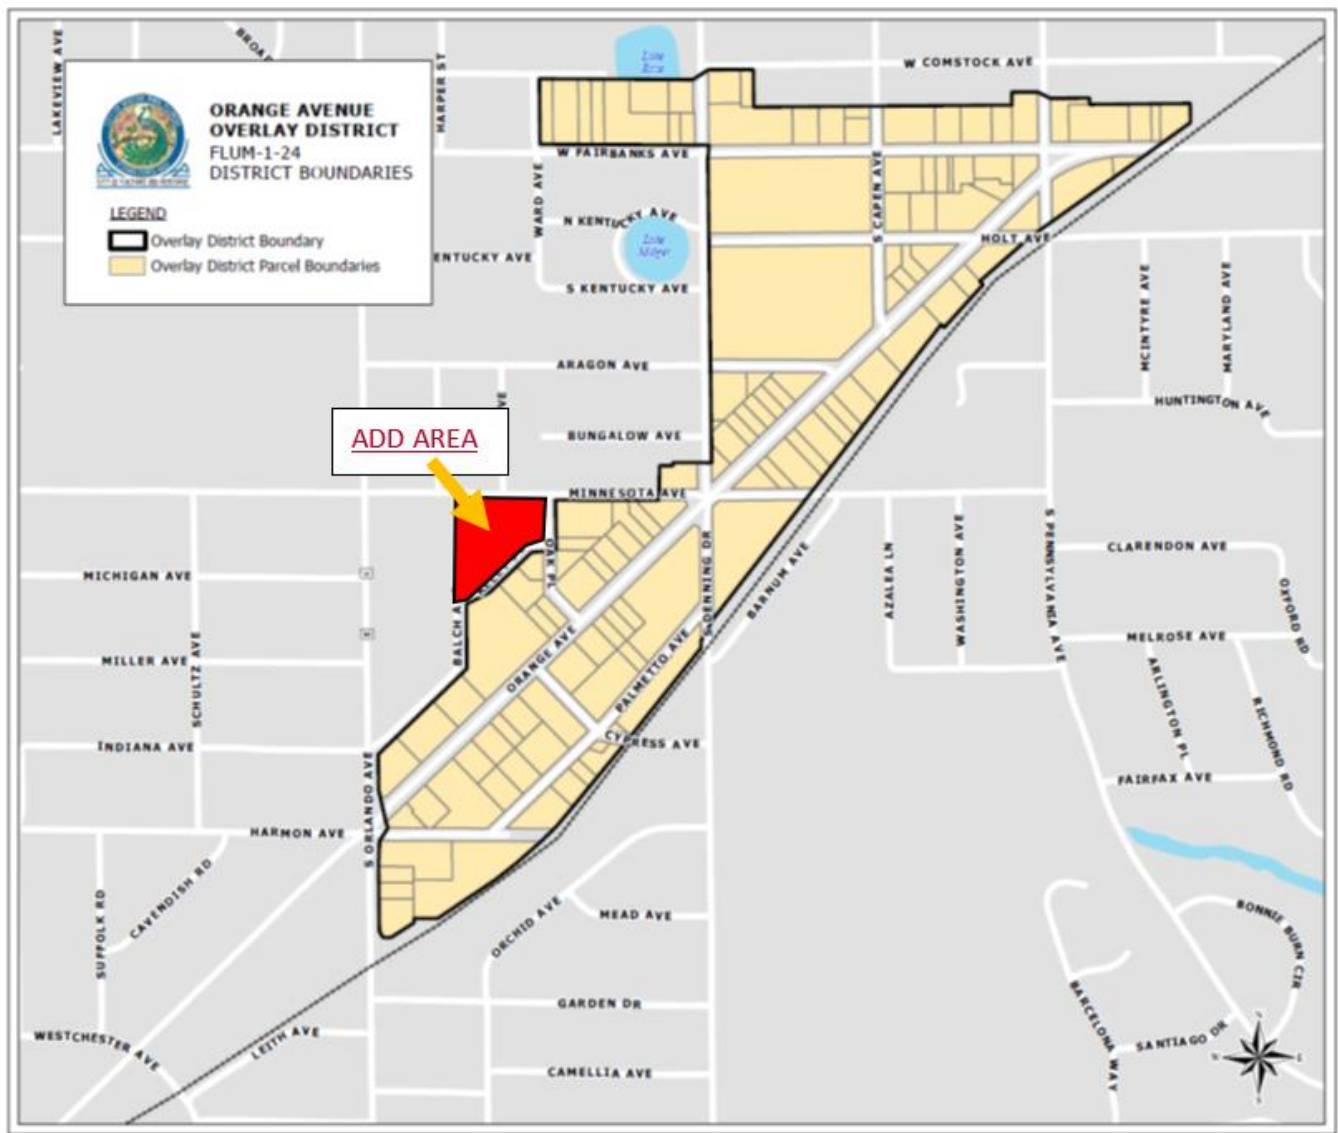 LAKEVIEW AVE
HARPER ST
W COMSTOCK AVE
ORANGE AVENUE
OVERLAY DISTRICT
FLUM-1-24
DISTRICT BOUNDARIES
LEGEND
Overlay District Boundary
Overlay District Parcel Boundaries
W FAIRBANKS AVE
WARD AVE
S CAPEN AVE
N KENTUCKY AVE
Lake
HOLT AVE
ENTUCKY AVE
S KENTUCKY AVE
MCINTYRE AVE
MARYLAND AVE
ARAGON AVE
VE
HUNTINGTON AVE
ADD AREA
BUNGALOW AVE
MINNESOTA AVE
OAK PL
S DENNING DR
BARNUM AVE
AZALEA LN
WASHINGTON AVE
S PENNSYLVANIA AVE
CLARENDON AVE
OXFORD RD
MICHIGAN AVE
BALCH A
MELROSE AVE
MILLER AVE
SCHULTZ AVE
ORANGE AVE
PALMETTO AVE
ARLINGTON PL
RICHMOND RD
INDIANA AVE
CYPRESS AVE
FAIRFAX AVE
S ORLANDO AVE
HARMON AVE
SUFFOLK RD
CAVENDISH RD
ORCHID AVE
MEAD AVE
BONNIE BURN CIR
GARDEN DR
BARCELONA WAY
SANTIAGO DR
WESTCHESTER AVE
LEITH AVE
CAMELLIA AVE